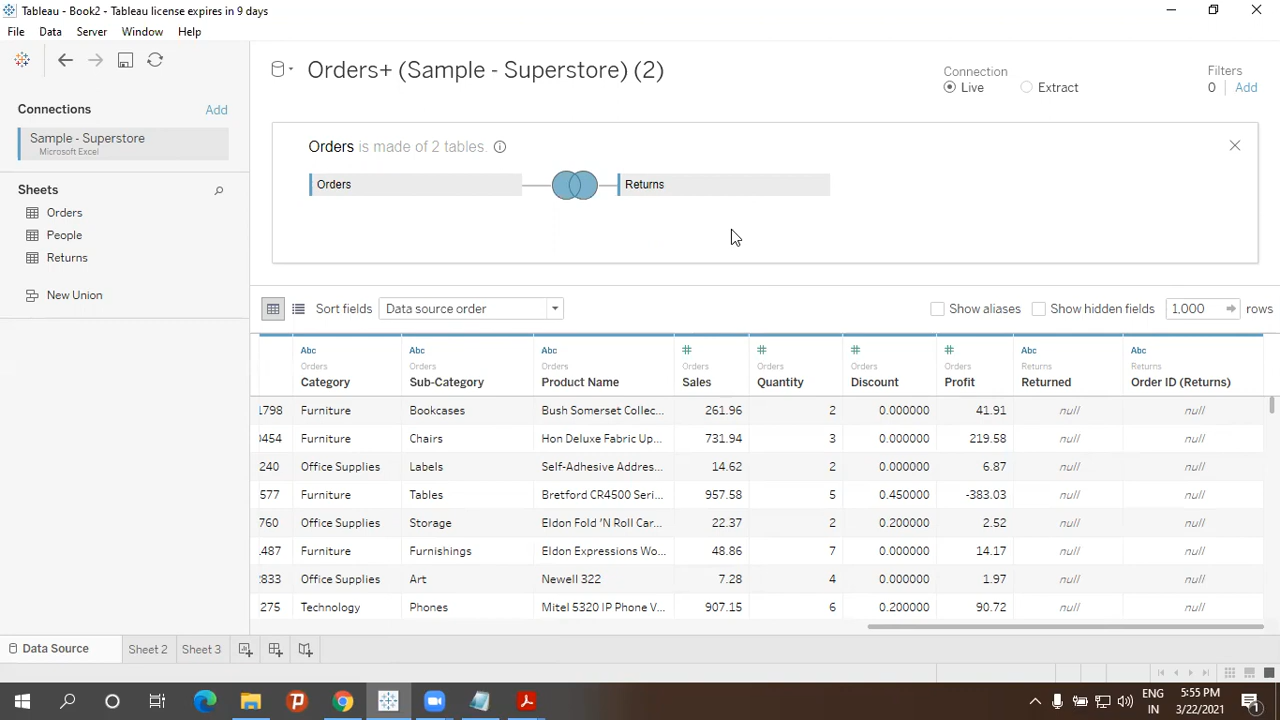 Tableau - Book2 - Tableau license expires in 9 days
File Data Server Window Help
Connections Add
Sample - Superstore
Microsoft Excel
Sheets
Orders
People
Returns
New Union
Orders+ (Sample - Superstore) (2)
Connection
Live Extract
Filters
0 Add
Orders is made of 2 tables.
Orders Returns
Sort fields Data source order Show aliases Show hidden fields 1,000 rows
Abc Abc Abc # # # # Abc Abc
Orders Orders Orders Orders Orders Orders Orders Returns Returns
Category Sub-Category Product Name Sales Quantity Discount Profit Returned Order ID (Returns)
1798 Furniture Bookcases Bush Somerset Collec... 261.96 2 0.000000 41.91 null null
0454 Furniture Chairs Hon Deluxe Fabric Up... 731.94 3 0.000000 219.58 null null
240 Office Supplies Labels Self-Adhesive Addres... 14.62 2 0.000000 6.87 null null
577 Furniture Tables Bretford CR4500 Seri... 957.58 5 0.450000 -383.03 null null
760 Office Supplies Storage Eldon Fold 'N Roll Car... 22.37 2 0.200000 2.52 null null
1487 Furniture Furnishings Eldon Expressions Wo... 48.86 7 0.000000 14.17 null null
2833 Office Supplies Art Newell 322 7.28 4 0.000000 1.97 null null
275 Technology Phones Mitel 5320 IP Phone V... 907.15 6 0.200000 90.72 null null
Data Source Sheet 2 Sheet 3
ENG
IN
5:55 PM
3/22/2021
1